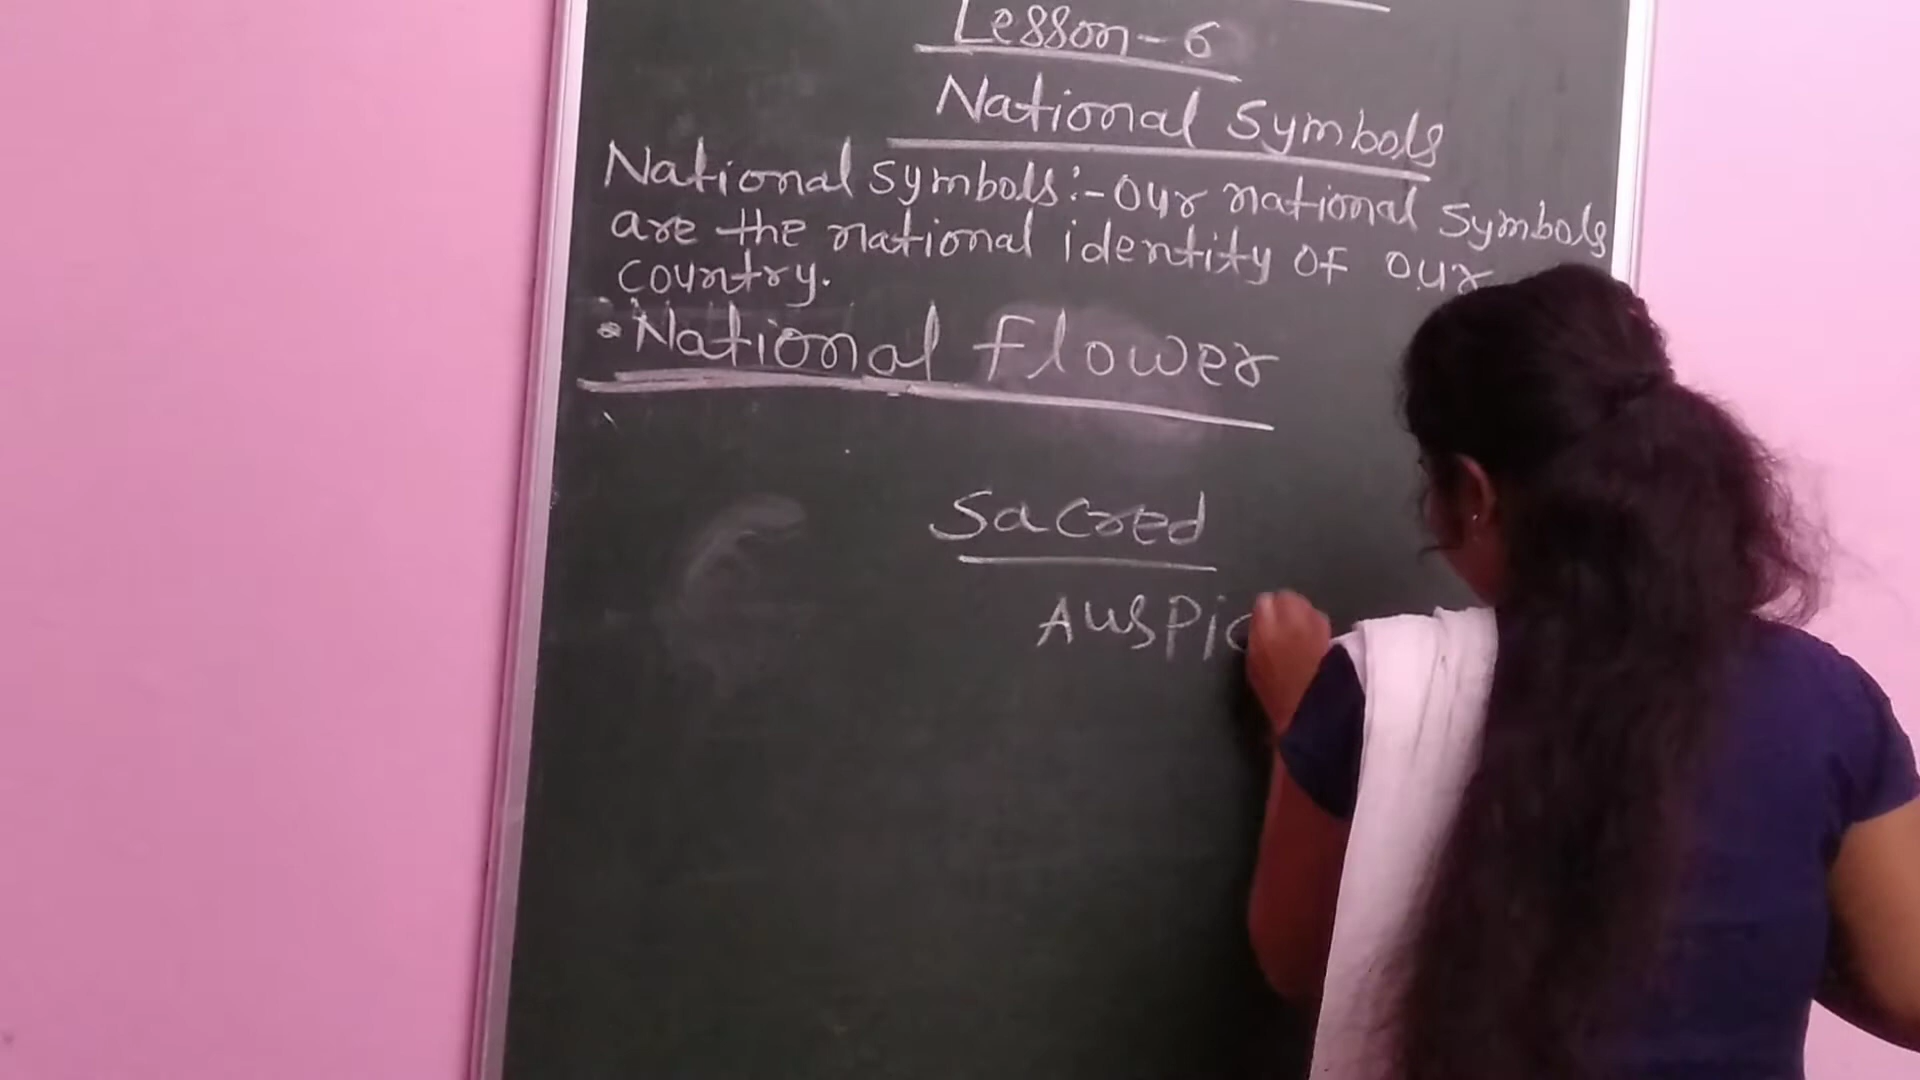 Lesson - 6
National Symbols
National symbols:- Our national symbols
are the national identity of our
country.
• National flower
Sacred
Auspic